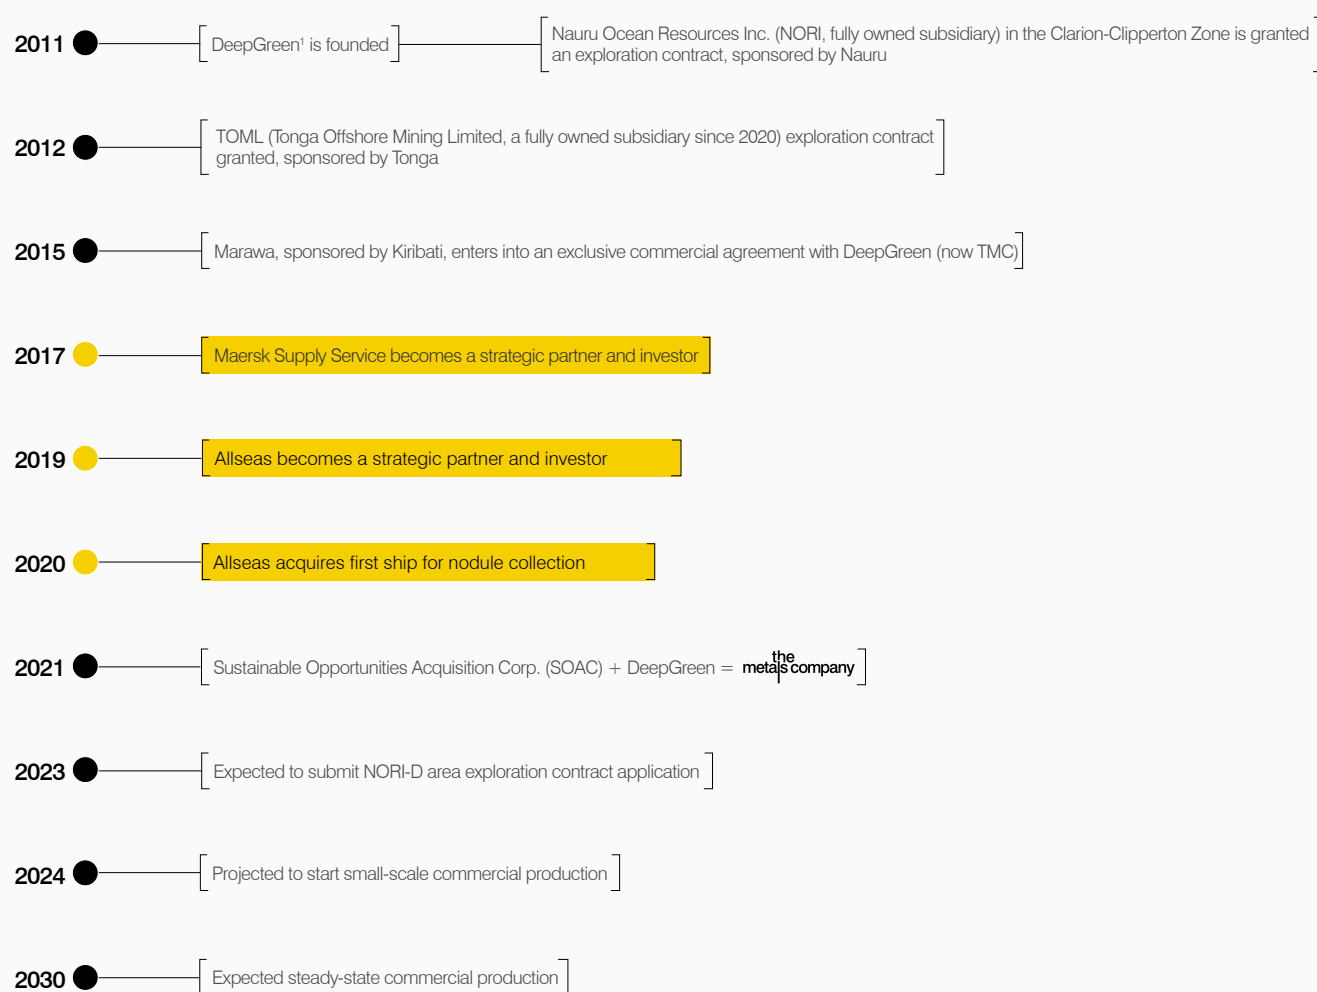 2011 DeepGreen¹ is founded
Nauru Ocean Resources Inc. (NORI, fully owned subsidiary) in the Clarion-Clipperton Zone is granted
an exploration contract, sponsored by Nauru
2012 TOML (Tonga Offshore Mining Limited, a fully owned subsidiary since 2020) exploration contract
granted, sponsored by Tonga
2015 Marawa, sponsored by Kiribati, enters into an exclusive commercial agreement with DeepGreen (now TMC)
2017 Maersk Supply Service becomes a strategic partner and investor
2019 Allseas becomes a strategic partner and investor
2020 Allseas acquires first ship for nodule collection
2021 Sustainable Opportunities Acquisition Corp. (SOAC) + DeepGreen = the metals company
2023 Expected to submit NORI-D area exploration contract application
2024 Projected to start small-scale commercial production
2030 Expected steady-state commercial production